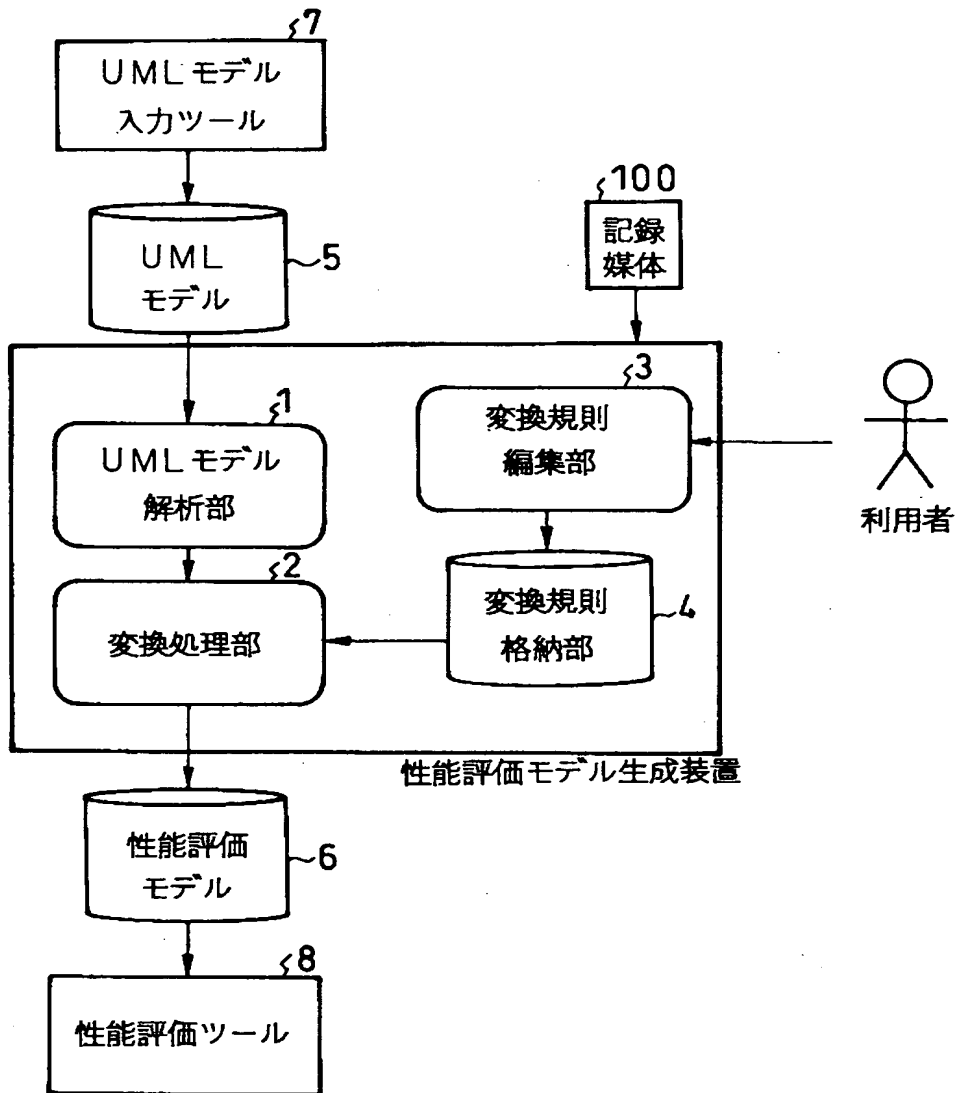 7
UMLモデル
入力ツール
UML
モデル
5
100
記録
媒体
1
UMLモデル
解析部
3
変換規則
編集部
利用者
2
変換処理部
変換規則
格納部
4
性能評価モデル生成装置
性能評価
モデル
6
8
性能評価ツール